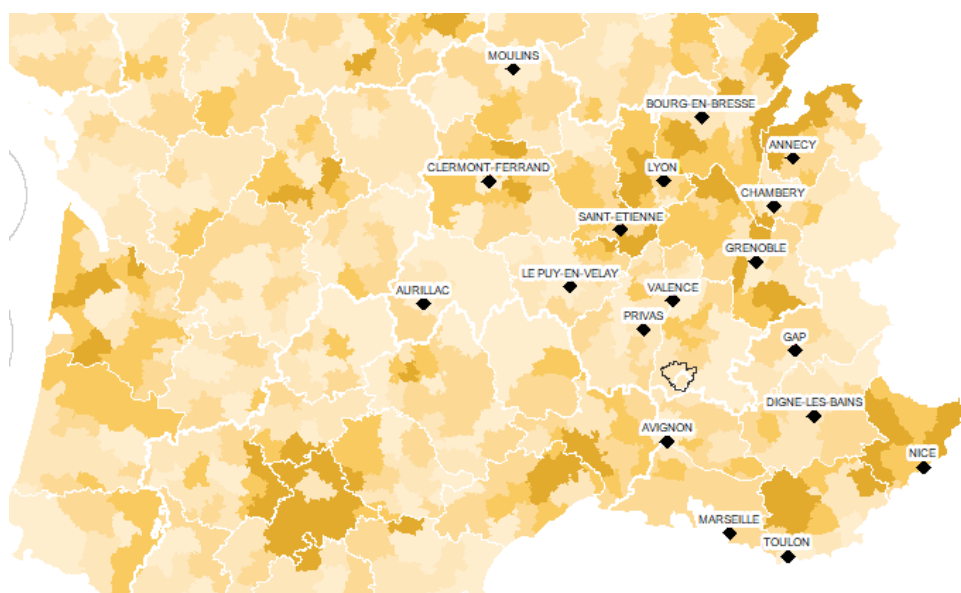 MOULINS
BOURG-EN-BRESSE
ANNECY
CLERMONT-FERRAND
LYON
CHAMBERY
SAINT-ETIENNE
GRENOBLE
LE PUY-EN-VELAY
AURILLAC
VALENCE
PRIVAS
GAP
DIGNE-LES-BAINS
AVIGNON
NICE
MARSEILLE
TOULON